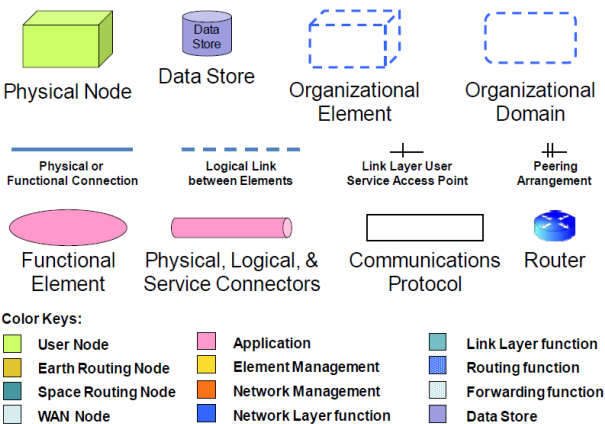 Data
Store
Physical Node
Data Store
Organizational
Element
Organizational
Domain
Physical or
Functional Connection
Logical Link
between Elements
Link Layer User
Service Access Point
Peering
Arrangement
Functional
Element
Physical, Logical, &
Service Connectors
Communications
Protocol
Router
Color Keys:
User Node
Earth Routing Node
Space Routing Node
WAN Node
Application
Element Management
Network Management
Network Layer function
Link Layer function
Routing function
Forwarding function
Data Store